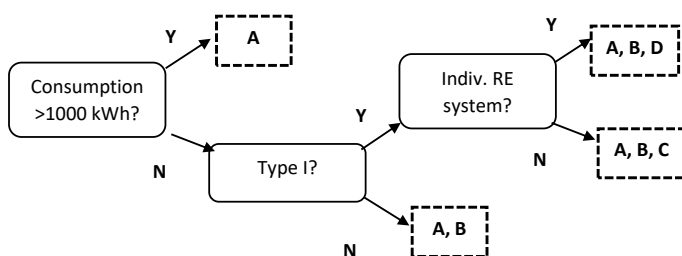 Y
A
Consumption
>1000 kWh?
N
Type I?
Y
Indiv. RE
system?
Y
A, B, D
N
A, B, C
N
A, B